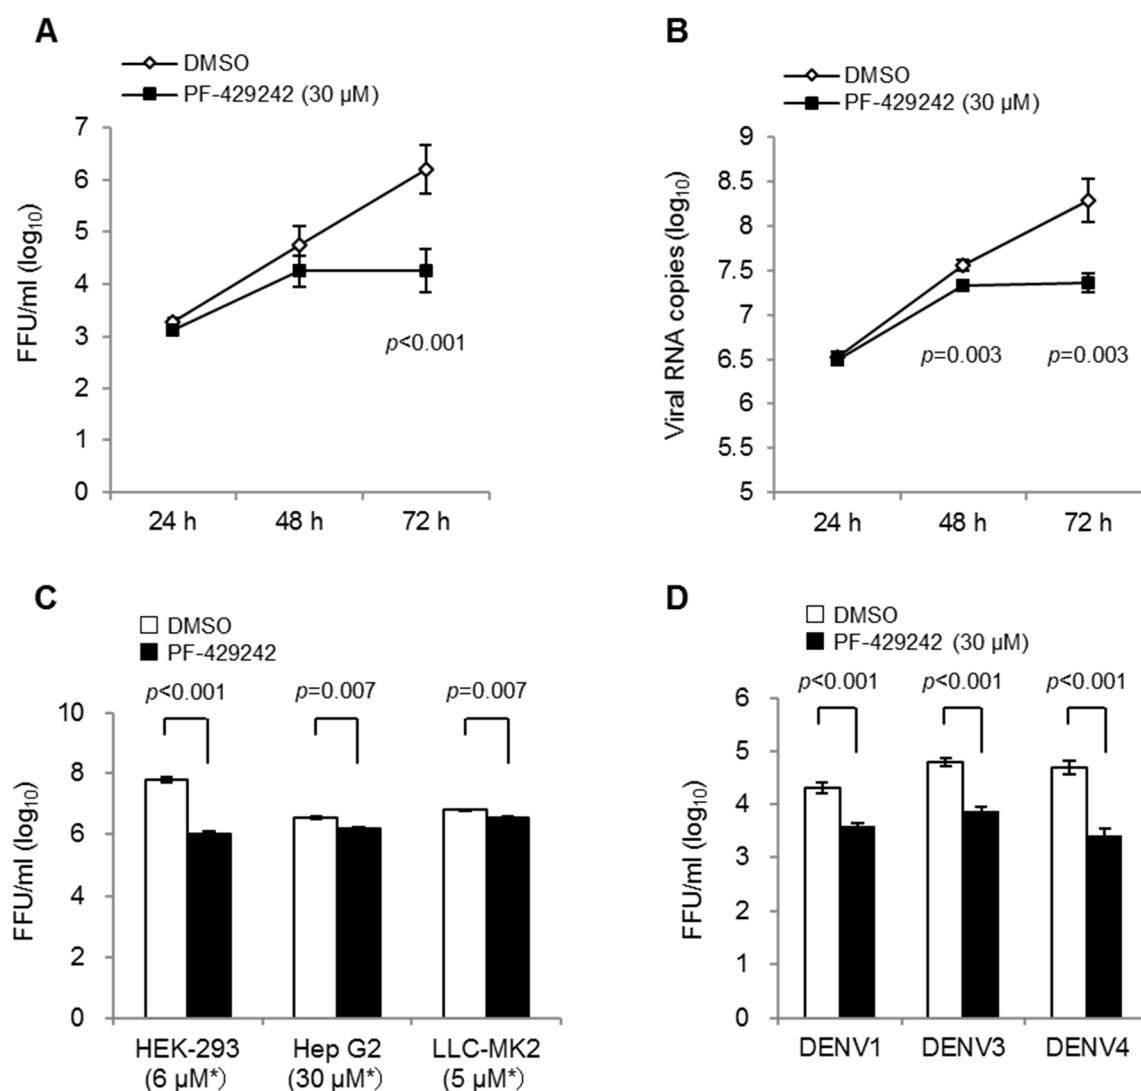 A
DMSO
PF-429242 (30 µM)
FFU/ml (log10)
7
6
5
4
3
2
1
0
p<0.001
24 h 48 h 72 h
B
DMSO
PF-429242 (30 µM)
Viral RNA copies (log10)
9
8.5
8
7.5
7
6.5
6
5.5
5
p=0.003 p=0.003
24 h 48 h 72 h
C
DMSO
PF-429242
p<0.001 p=0.007 p=0.007
FFU/ml (log10)
10
8
6
4
2
0
HEK-293 Hep G2 LLC-MK2
(6 µM*) (30 µM*) (5 µM*)
D
DMSO
PF-429242 (30 µM)
p<0.001 p<0.001 p<0.001
FFU/ml (log10)
6
5
4
3
2
1
0
DENV1 DENV3 DENV4